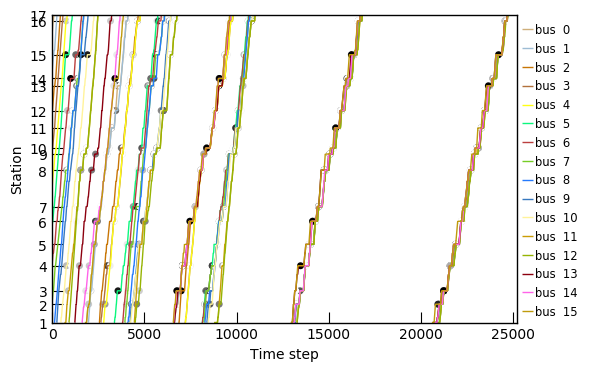 17
16
15
14
13
12
11
10
9
8
7
6
5
4
3
2
1
Station
0
5000
10000
15000
20000
25000
Time step
bus 0
bus 1
bus 2
bus 3
bus 4
bus 5
bus 6
bus 7
bus 8
bus 9
bus 10
bus 11
bus 12
bus 13
bus 14
bus 15